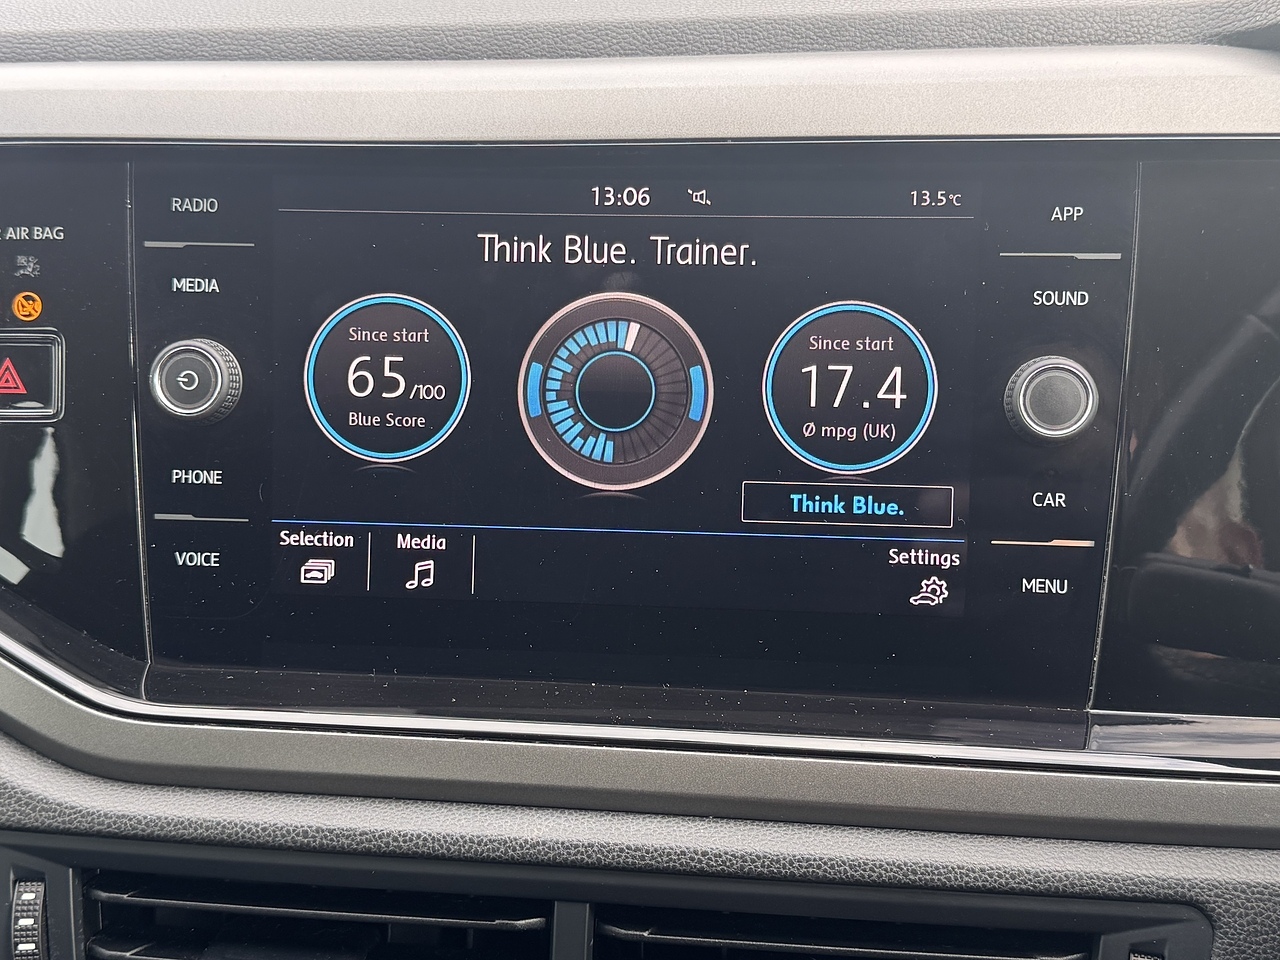 AIR BAG
RADIO
MEDIA
PHONE
VOICE
13:06
13.5°C
Think Blue. Trainer.
Since start
65/100
Blue Score
Since start
17.4
Ø mpg (UK)
Think Blue.
Selection
Media
Settings
APP
SOUND
CAR
MENU